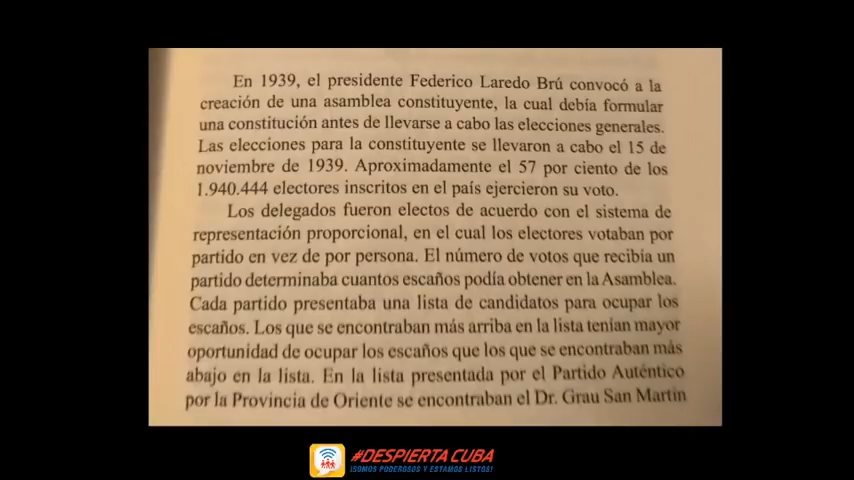 En 1939, el presidente Federico Laredo Brú convocó a la
creación de una asamblea constituyente, la cual debía formular
una constitución antes de llevarse a cabo las elecciones generales.
Las elecciones para la constituyente se llevaron a cabo el 15 de
noviembre de 1939. Aproximadamente el 57 por ciento de los
1.940.444 electores inscritos en el país ejercieron su voto.
Los delegados fueron electos de acuerdo con el sistema de
representación proporcional, en el cual los electores votaban por
partido en vez de por persona. El número de votos que recibía un
partido determinaba cuantos escaños podía obtener en la Asamblea.
Cada partido presentaba una lista de candidatos para ocupar los
escaños. Los que se encontraban más arriba en la lista tenían mayor
oportunidad de ocupar los escaños que los que se encontraban más
abajo en la lista. En la lista presentada por el Partido Auténtico
por la Provincia de Oriente se encontraban el Dr. Grau San Martín
#DESPIERTA CUBA
¡SOMOS PODEROSOS Y ESTAMOS LISTOS!